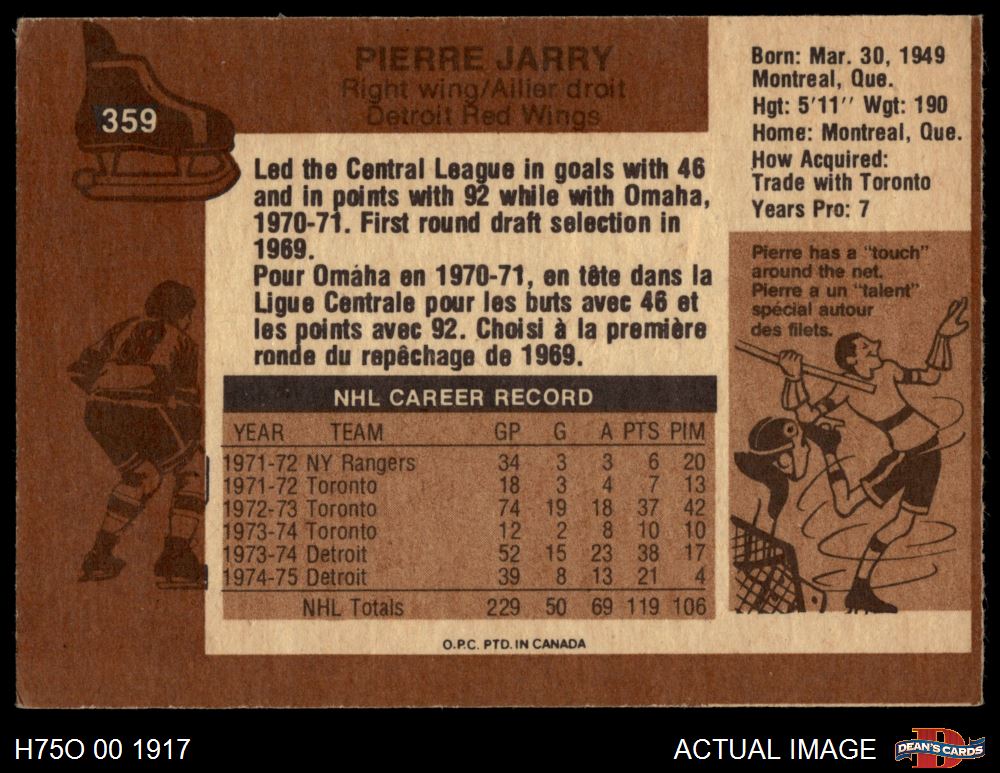 359
PIERRE JARRY
Right wing/Ailier droit
Detroit Red Wings
Born: Mar. 30, 1949
Montreal, Que.
Hgt: 5'11'' Wgt: 190
Home: Montreal, Que.
How Acquired:
Trade with Toronto
Years Pro: 7
Led the Central League in goals with 46
and in points with 92 while with Omaha,
1970-71. First round draft selection in
1969.
Pour Omáha en 1970-71, en tête dans la
Ligue Centrale pour les buts avec 46 et
les points avec 92. Choisi à la première
ronde du repêchage de 1969.
Pierre has a "touch"
around the net.
Pierre a un "talent"
spécial autour
des filets.
NHL CAREER RECORD
YEAR TEAM GP G A PTS PIM
1971-72 NY Rangers 34 3 3 6 20
1971-72 Toronto 18 3 4 7 13
1972-73 Toronto 74 19 18 37 42
1973-74 Toronto 12 2 8 10 10
1973-74 Detroit 52 15 23 38 17
1974-75 Detroit 39 8 13 21 4
NHL Totals 229 50 69 119 106
O.P.C. PTD. IN CANADA
H75O 00 1917
ACTUAL IMAGE
D
DEAN'S CARDS